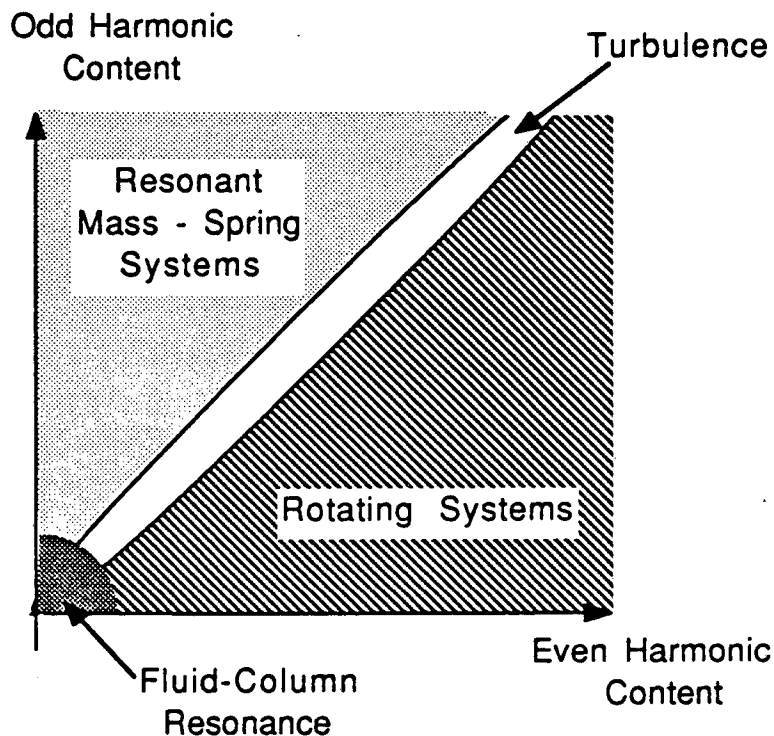 Odd Harmonic
Content
Turbulence
Resonant
Mass - Spring
Systems
Rotating Systems
Even Harmonic
Content
Fluid-Column
Resonance